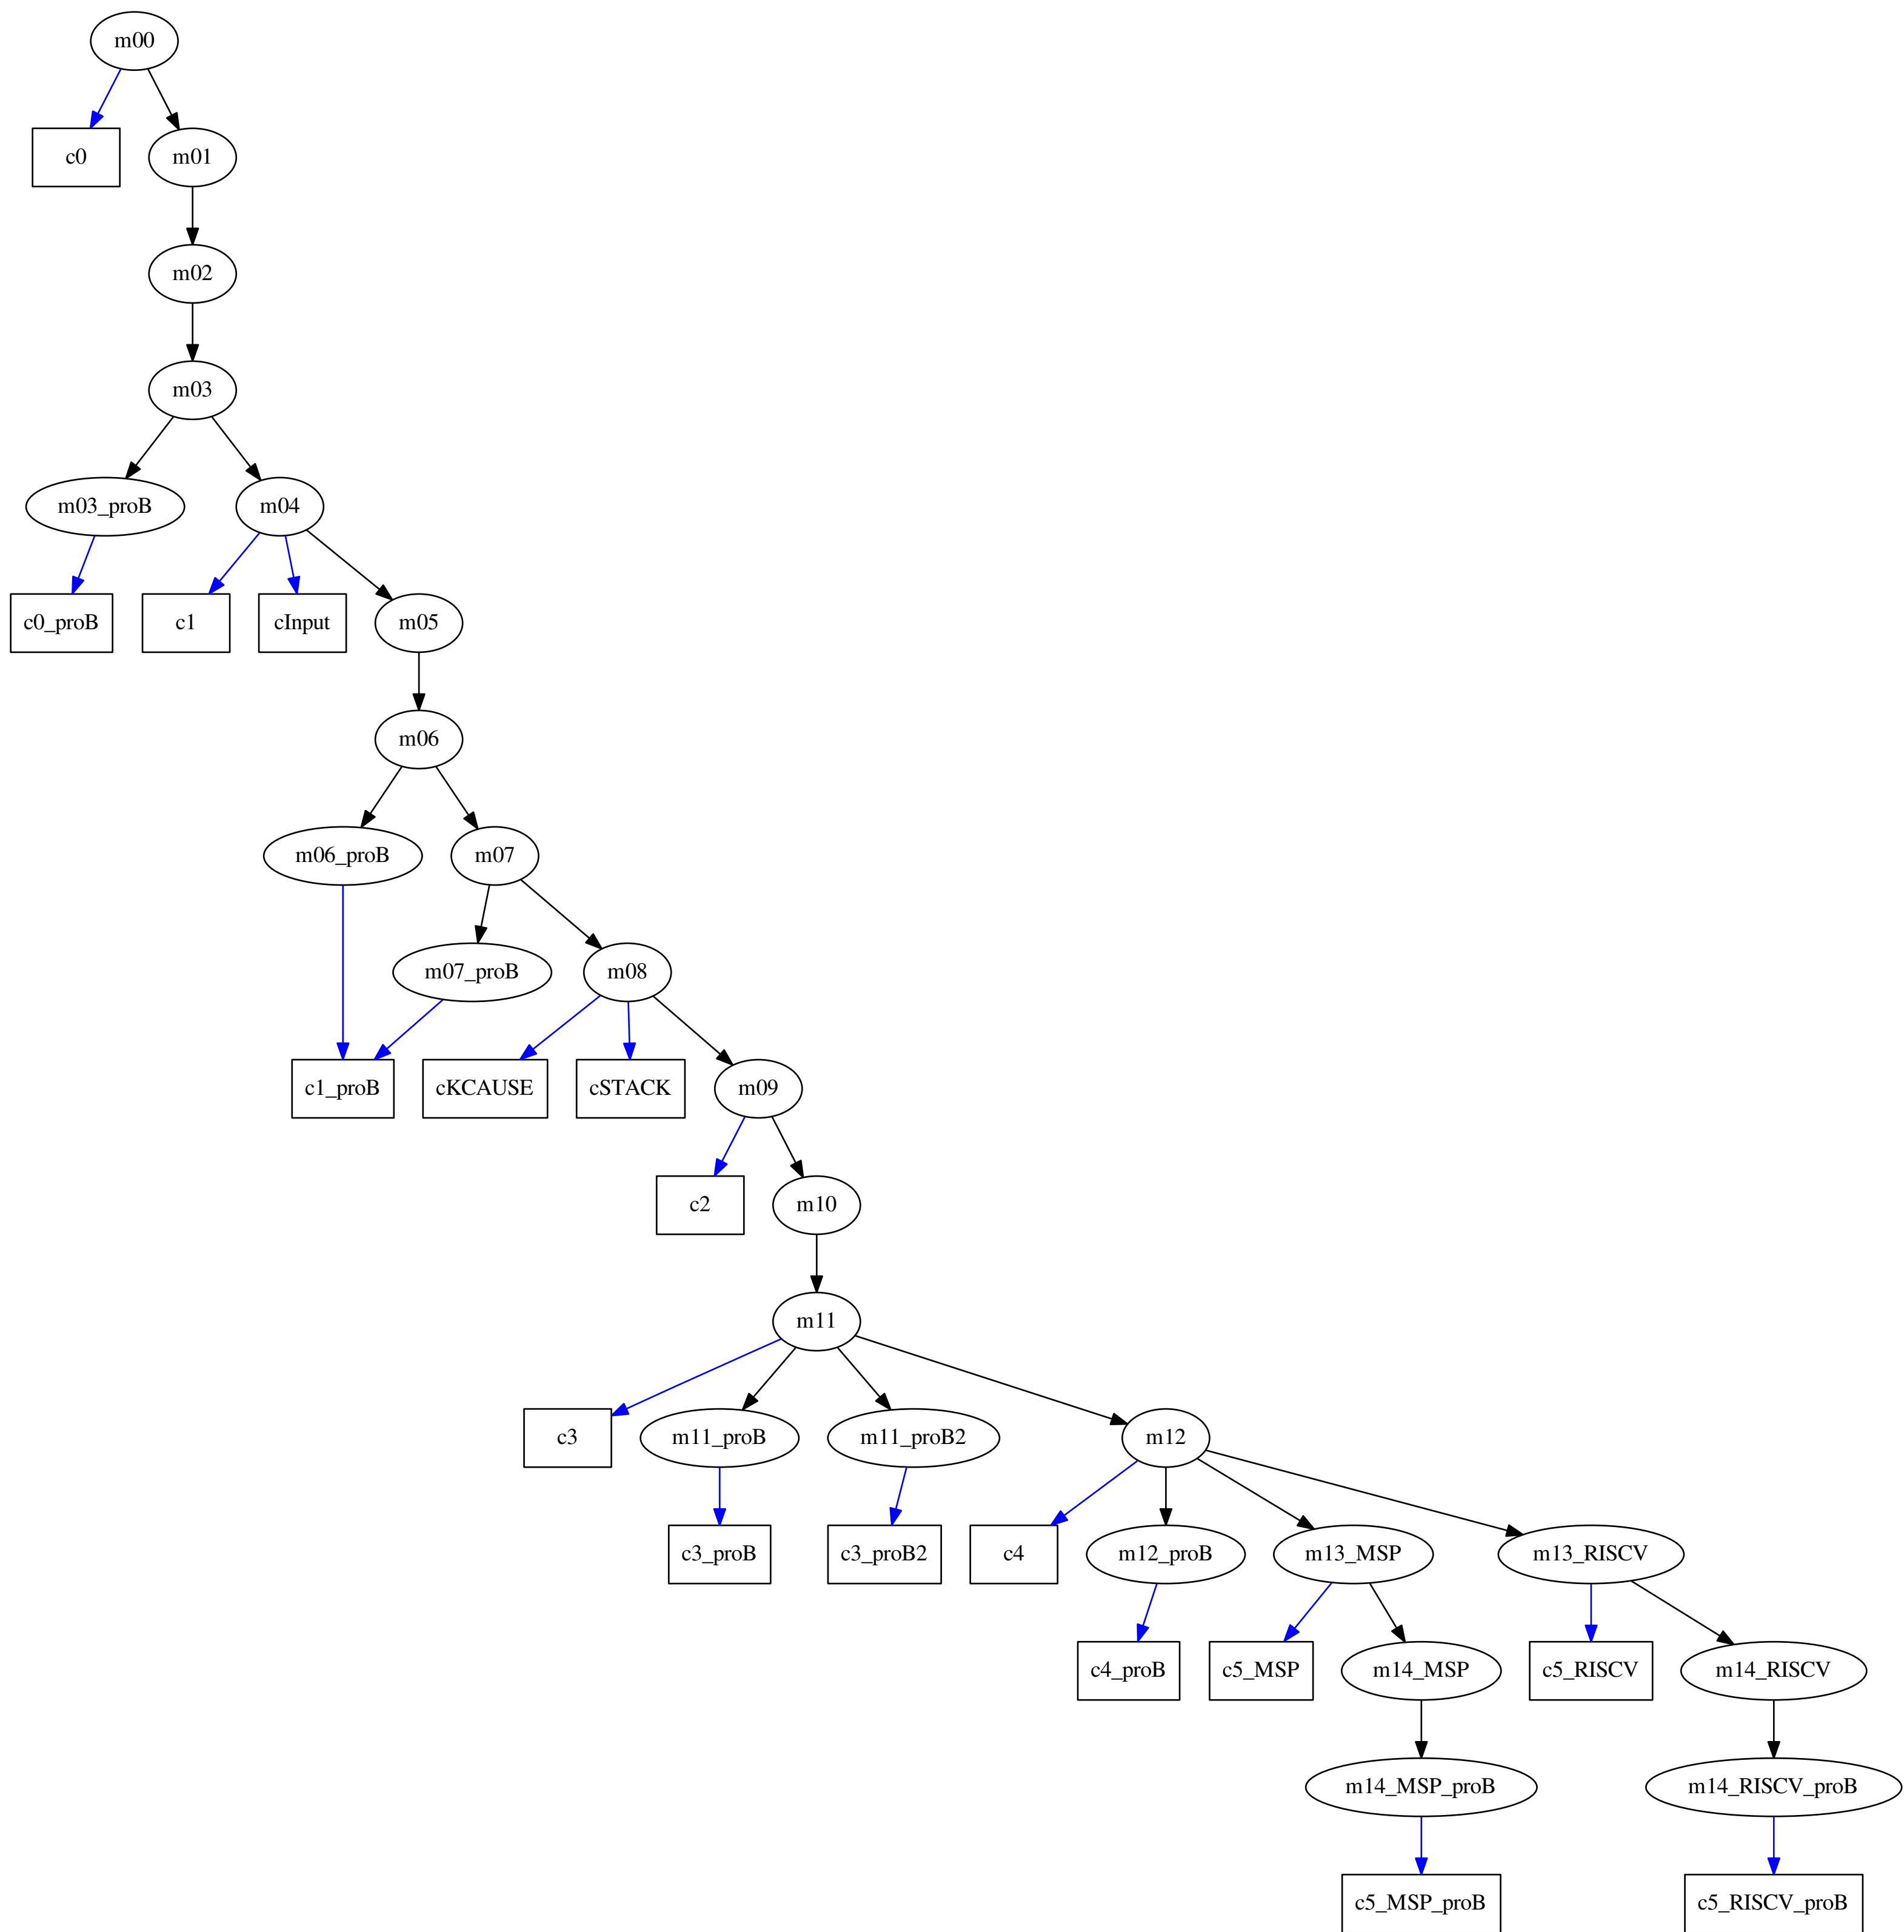 m00
c0
m01
m02
m03
m03_proB
m04
c0_proB
c1
cInput
m05
m06
m06_proB
m07
m07_proB
m08
c1_proB
cKCAUSE
cSTACK
m09
c2
m10
m11
c3
m11_proB
m11_proB2
m12
c3_proB
c3_proB2
c4
m12_proB
m13_MSP
m13_RISCV
c4_proB
c5_MSP
m14_MSP
c5_RISCV
m14_RISCV
m14_MSP_proB
m14_RISCV_proB
c5_MSP_proB
c5_RISCV_proB